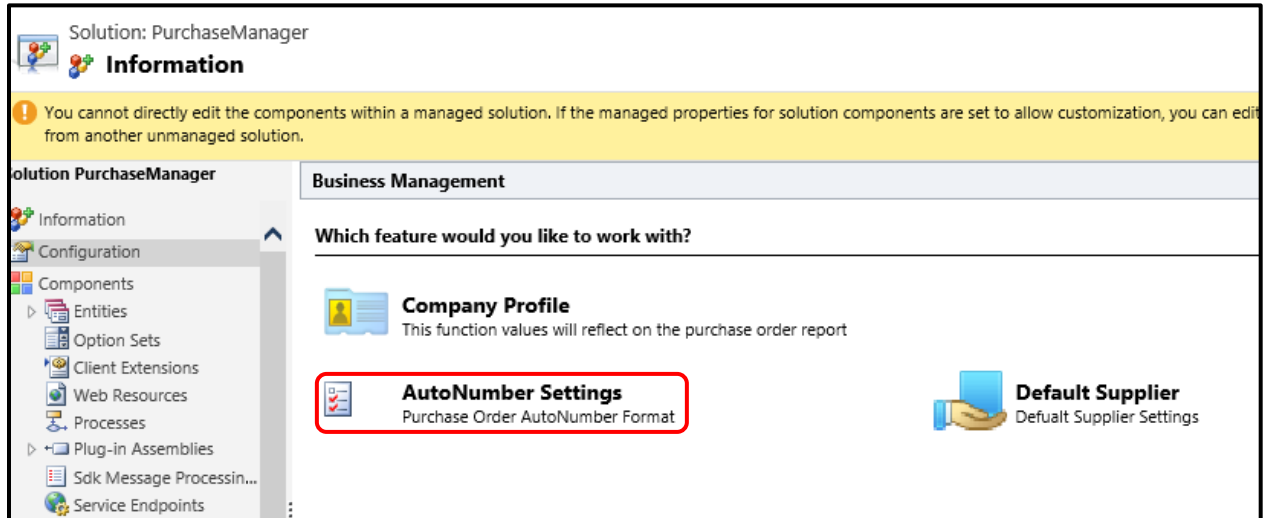 Solution: PurchaseManager
Information
You cannot directly edit the components within a managed solution. If the managed properties for solution components are set to allow customization, you can edit
from another unmanaged solution.
olution PurchaseManager
Information
Configuration
Components
Entities
Option Sets
Client Extensions
Web Resources
Processes
Plug-in Assemblies
Sdk Message Processin...
Service Endpoints
Business Management
Which feature would you like to work with?
Company Profile
This function values will reflect on the purchase order report
AutoNumber Settings
Purchase Order AutoNumber Format
Default Supplier
Defualt Supplier Settings